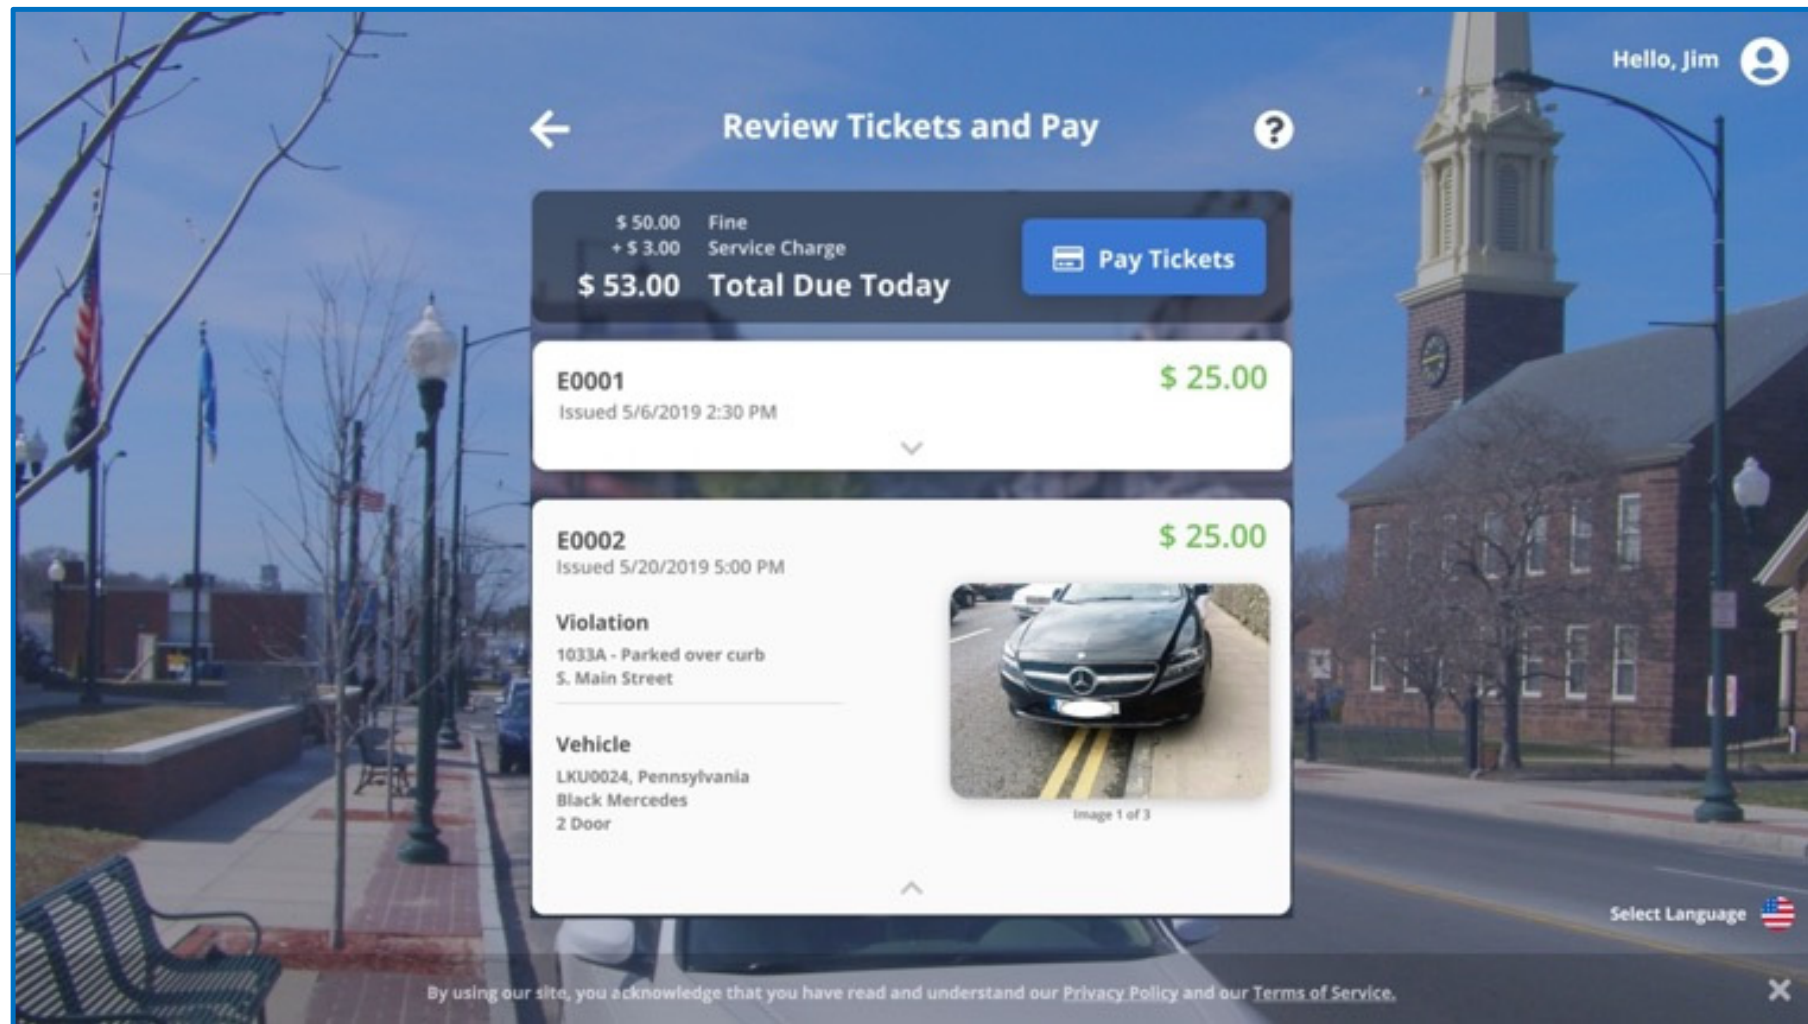 Hello, Jim
Review Tickets and Pay
?
$ 50.00 Fine
+ $ 3.00 Service Charge
$ 53.00 Total Due Today
Pay Tickets
E0001
$ 25.00
Issued 5/6/2019 2:30 PM
E0002
$ 25.00
Issued 5/20/2019 5:00 PM
Violation
1033A - Parked over curb
S. Main Street
Vehicle
LKU0024, Pennsylvania
Black Mercedes
2 Door
Image 1 of 3
Select Language
By using our site, you acknowledge that you have read and understand our Privacy Policy and our Terms of Service.